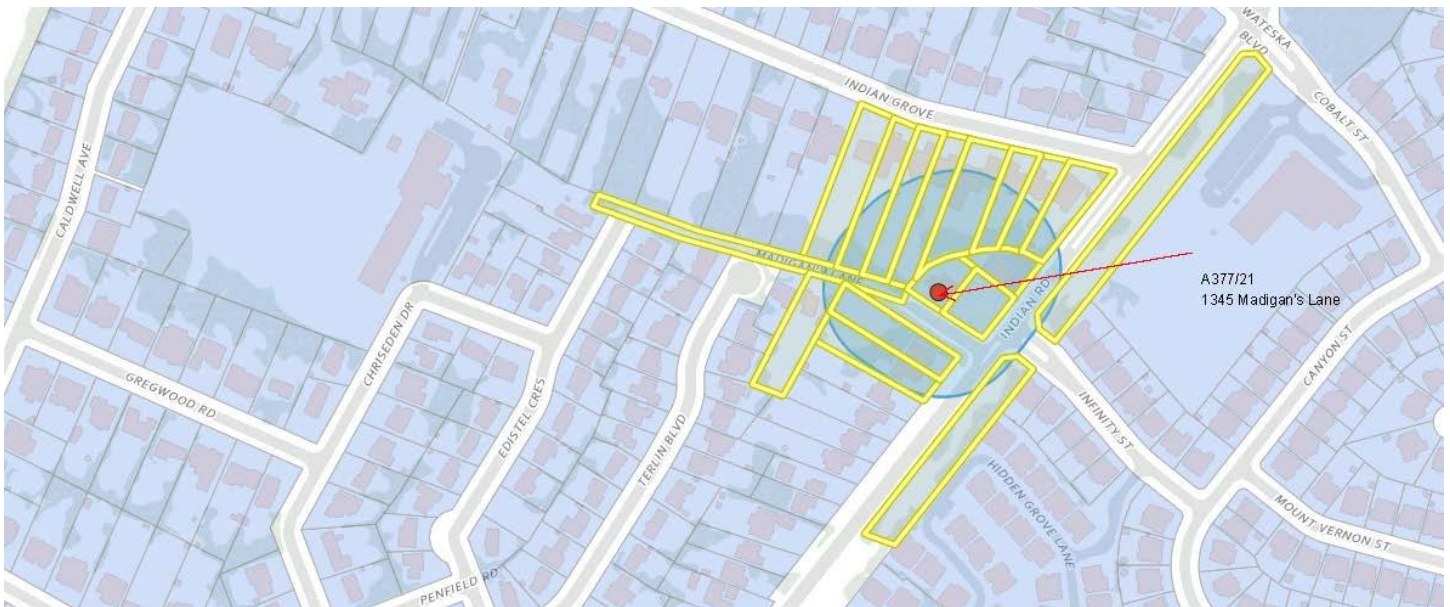 WATESKA
BLVD
COBALT ST
INDIAN GROVE
CALDWELL AVE
MADIGAN'S LANE
A377/21
1345 Madigan's Lane
INDIAN RD
CHRISEDEN DR
CANYON ST
GREGWOOD RD
EDISTEL CRES
TERLIN BLVD
INFINITY ST
HIDDEN GROVE LANE
MOUNT VERNON ST
PENFIELD RD